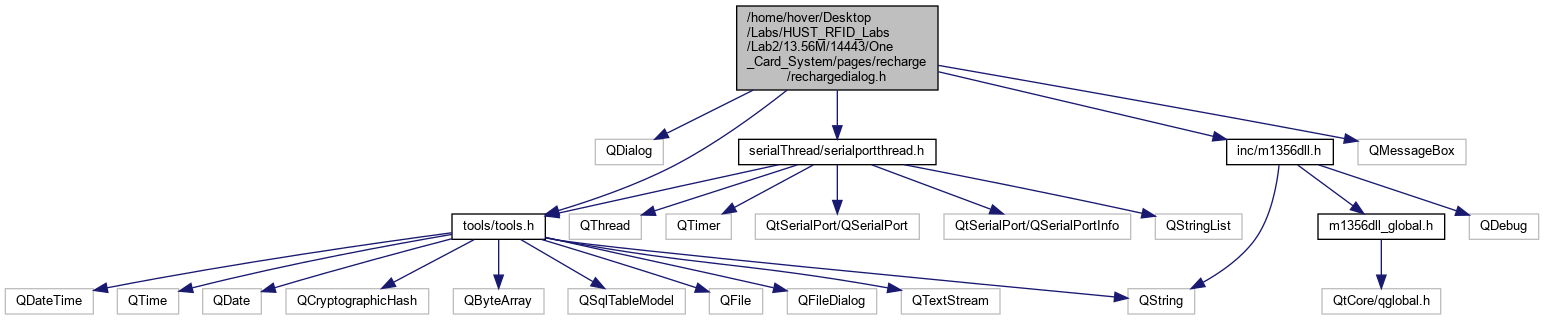 /home/hover/Desktop
/Labs/HUST_RFID_Labs
/Lab2/13.56M/14443/One
_Card_System/pages/recharge
/rechargedialog.h
QDialog
serialThread/serialportthread.h
inc/m1356dll.h
QMessageBox
tools/tools.h
QThread
QTimer
QtSerialPort/QSerialPort
QtSerialPort/QSerialPortInfo
QStringList
m1356dll_global.h
QDebug
QDateTime
QTime
QDate
QCryptographicHash
QByteArray
QSqlTableModel
QFile
QFileDialog
QTextStream
QString
QtCore/qglobal.h